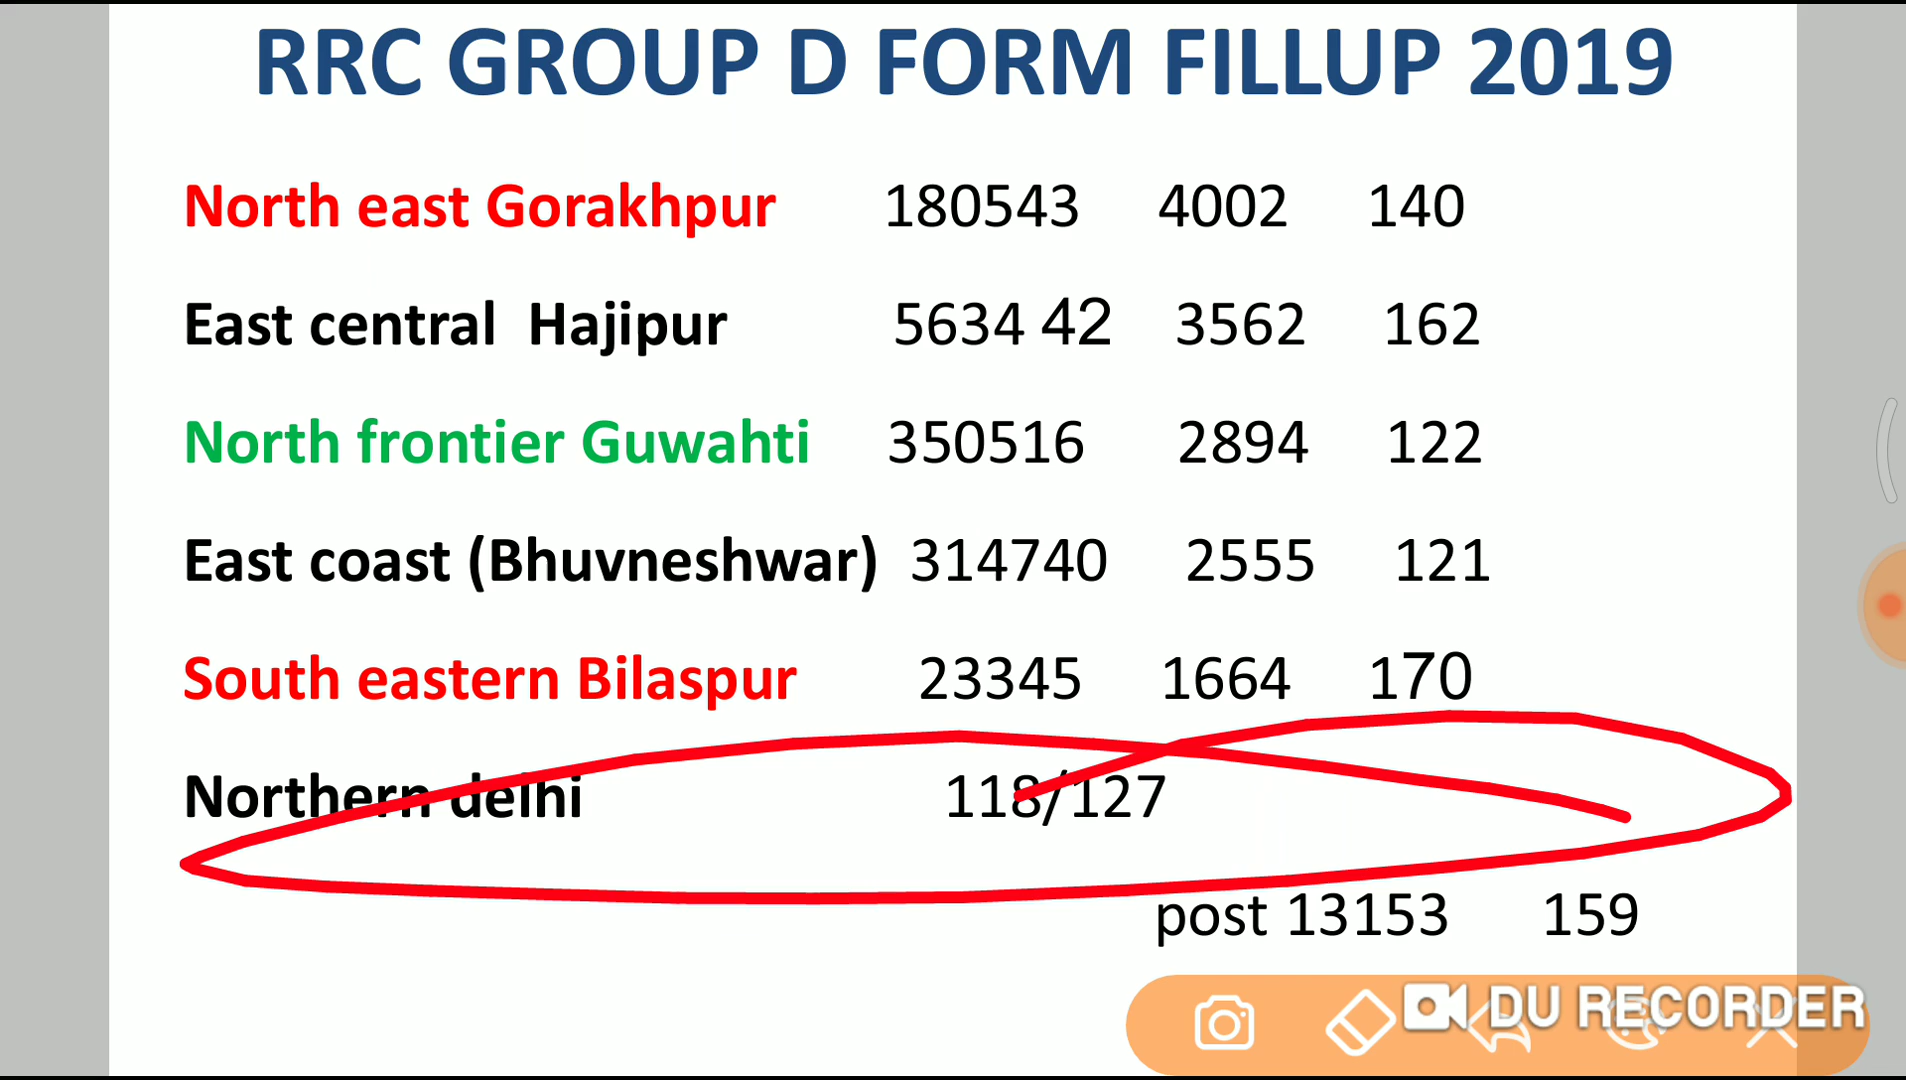 RRC GROUP D FORM FILLUP 2019
North east Gorakhpur 180543 4002 140
East central Hajipur 5634 42 3562 162
North frontier Guwahti 350516 2894 122
East coast (Bhuvneshwar) 314740 2555 121
South eastern Bilaspur 23345 1664 170
Northern delhi 118/127
post 13153 159
DU RECORDER